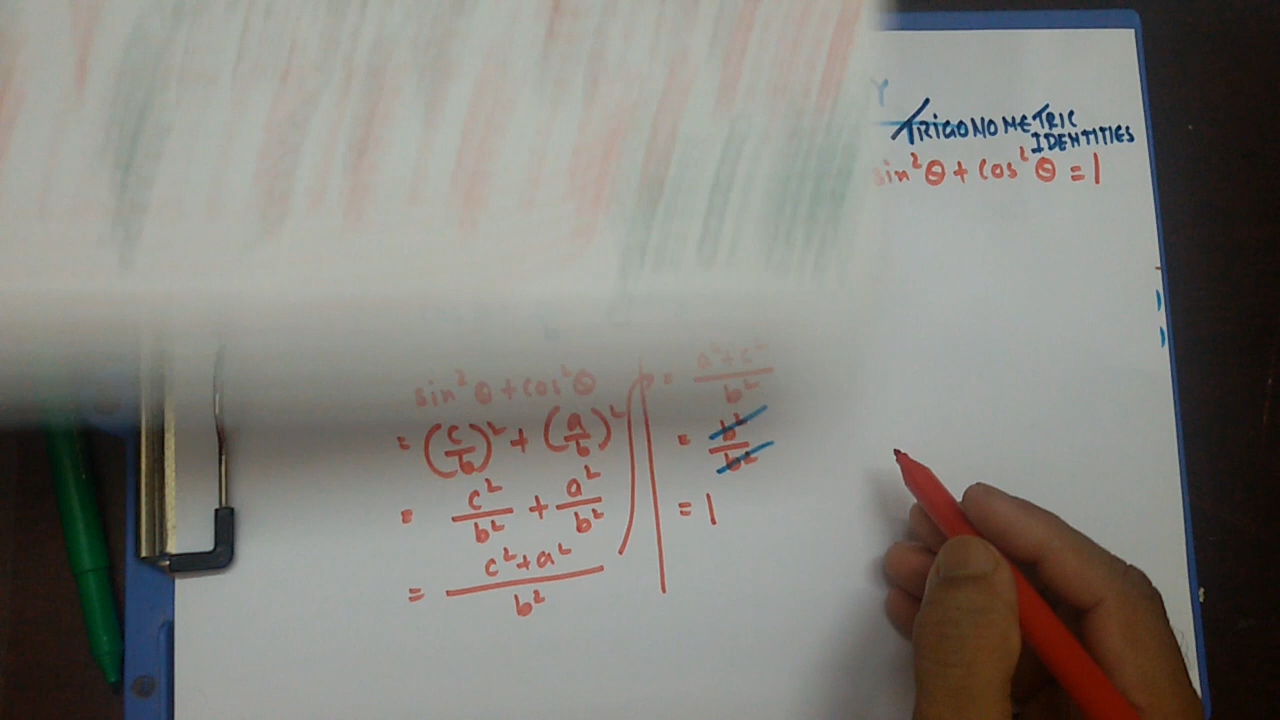 TRIGONOMETRIC
IDENTITIES
sin²θ + cos²θ = 1
sin²θ + cos²θ
= (c/b)² + (a/b)²
= c²/b² + a²/b²
= c²+a²/b²
= a²+c²/b²
= b²/b²
= 1